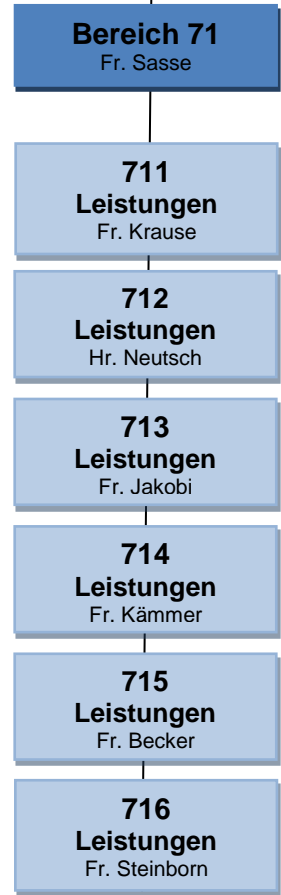 Bereich 71
Fr. Sasse
711
Leistungen
Fr. Krause
712
Leistungen
Hr. Neutsch
713
Leistungen
Fr. Jakobi
714
Leistungen
Fr. Kämmer
715
Leistungen
Fr. Becker
716
Leistungen
Fr. Steinborn